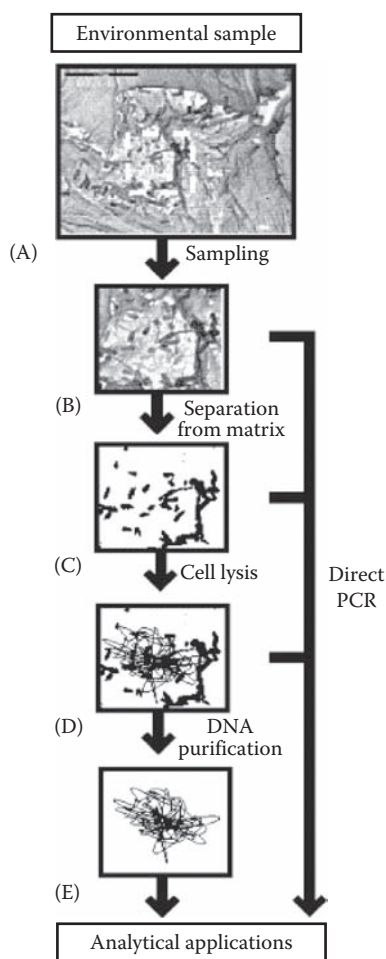 Environmental sample
(A)
Sampling
(B)
Separation
from matrix
(C)
Cell lysis
Direct
PCR
(D)
DNA
purification
(E)
Analytical applications